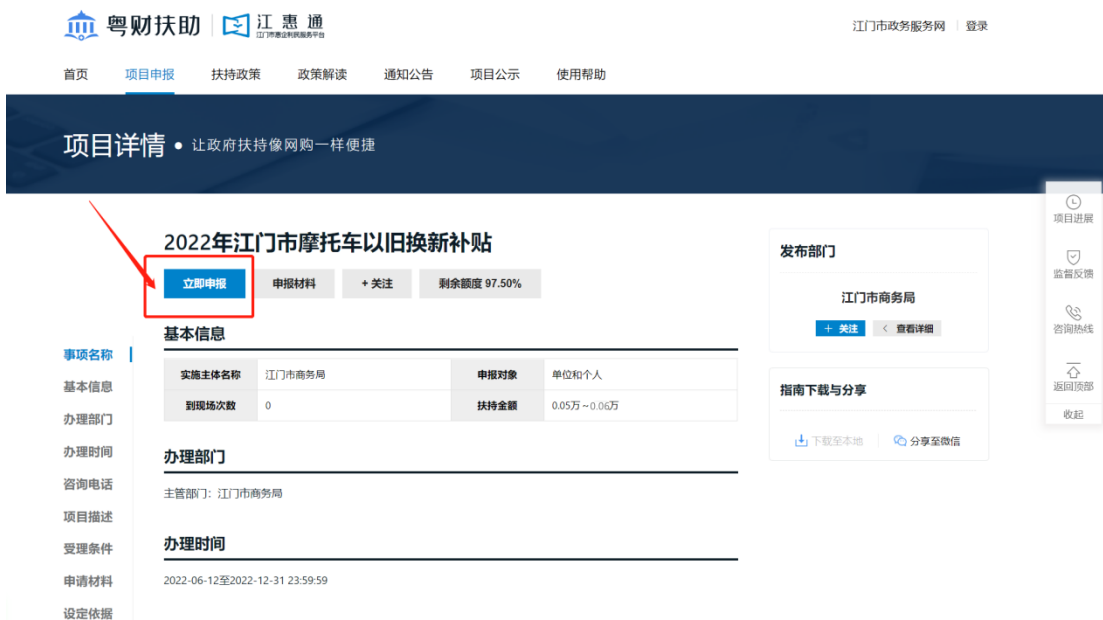 粤财扶助 江惠通
江门市惠企利民服务平台
江门市政务服务网 登录
首页 项目申报 扶持政策 政策解读 通知公告 项目公示 使用帮助
项目详情 • 让政府扶持像网购一样便捷
2022年江门市摩托车以旧换新补贴
立即申报 申报材料 + 关注 剩余额度 97.50%
基本信息
实施主体名称 江门市商务局 申报对象 单位和个人
到现场次数 0 扶持金额 0.05万~0.06万
办理部门
主管部门：江门市商务局
办理时间
2022-06-12至2022-12-31 23:59:59
事项名称
基本信息
办理部门
办理时间
咨询电话
项目描述
受理条件
申请材料
设定依据
发布部门
江门市商务局
+ 关注 < 查看详细
指南下载与分享
下载至本地 分享至微信
项目进展
监督反馈
咨询热线
返回顶部
收起